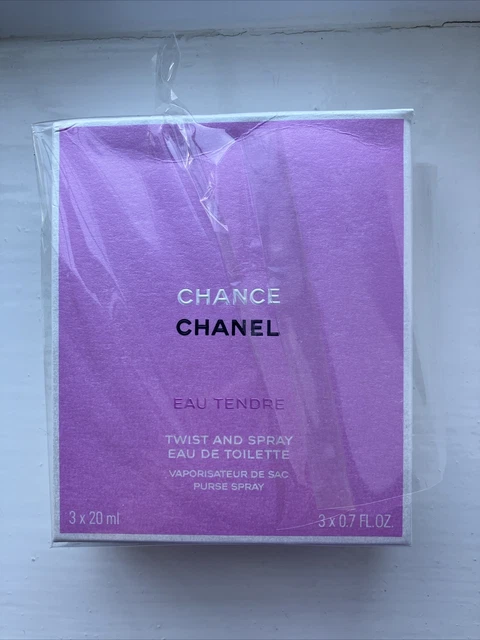 CHANCE
CHANEL
EAU TENDRE
TWIST AND SPRAY
EAU DE TOILETTE
VAPORISATEUR DE SAC
PURSE SPRAY
3 x 20 ml
3 x 0.7 FL.OZ.